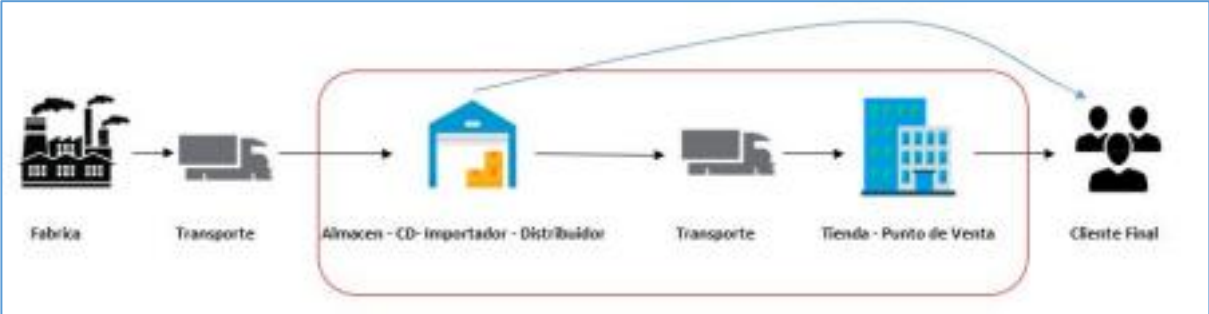 Fabrica
Transporte
Almacen - CD- Importador - Distribuidor
Transporte
Tienda - Punto de Venta
Cliente Final